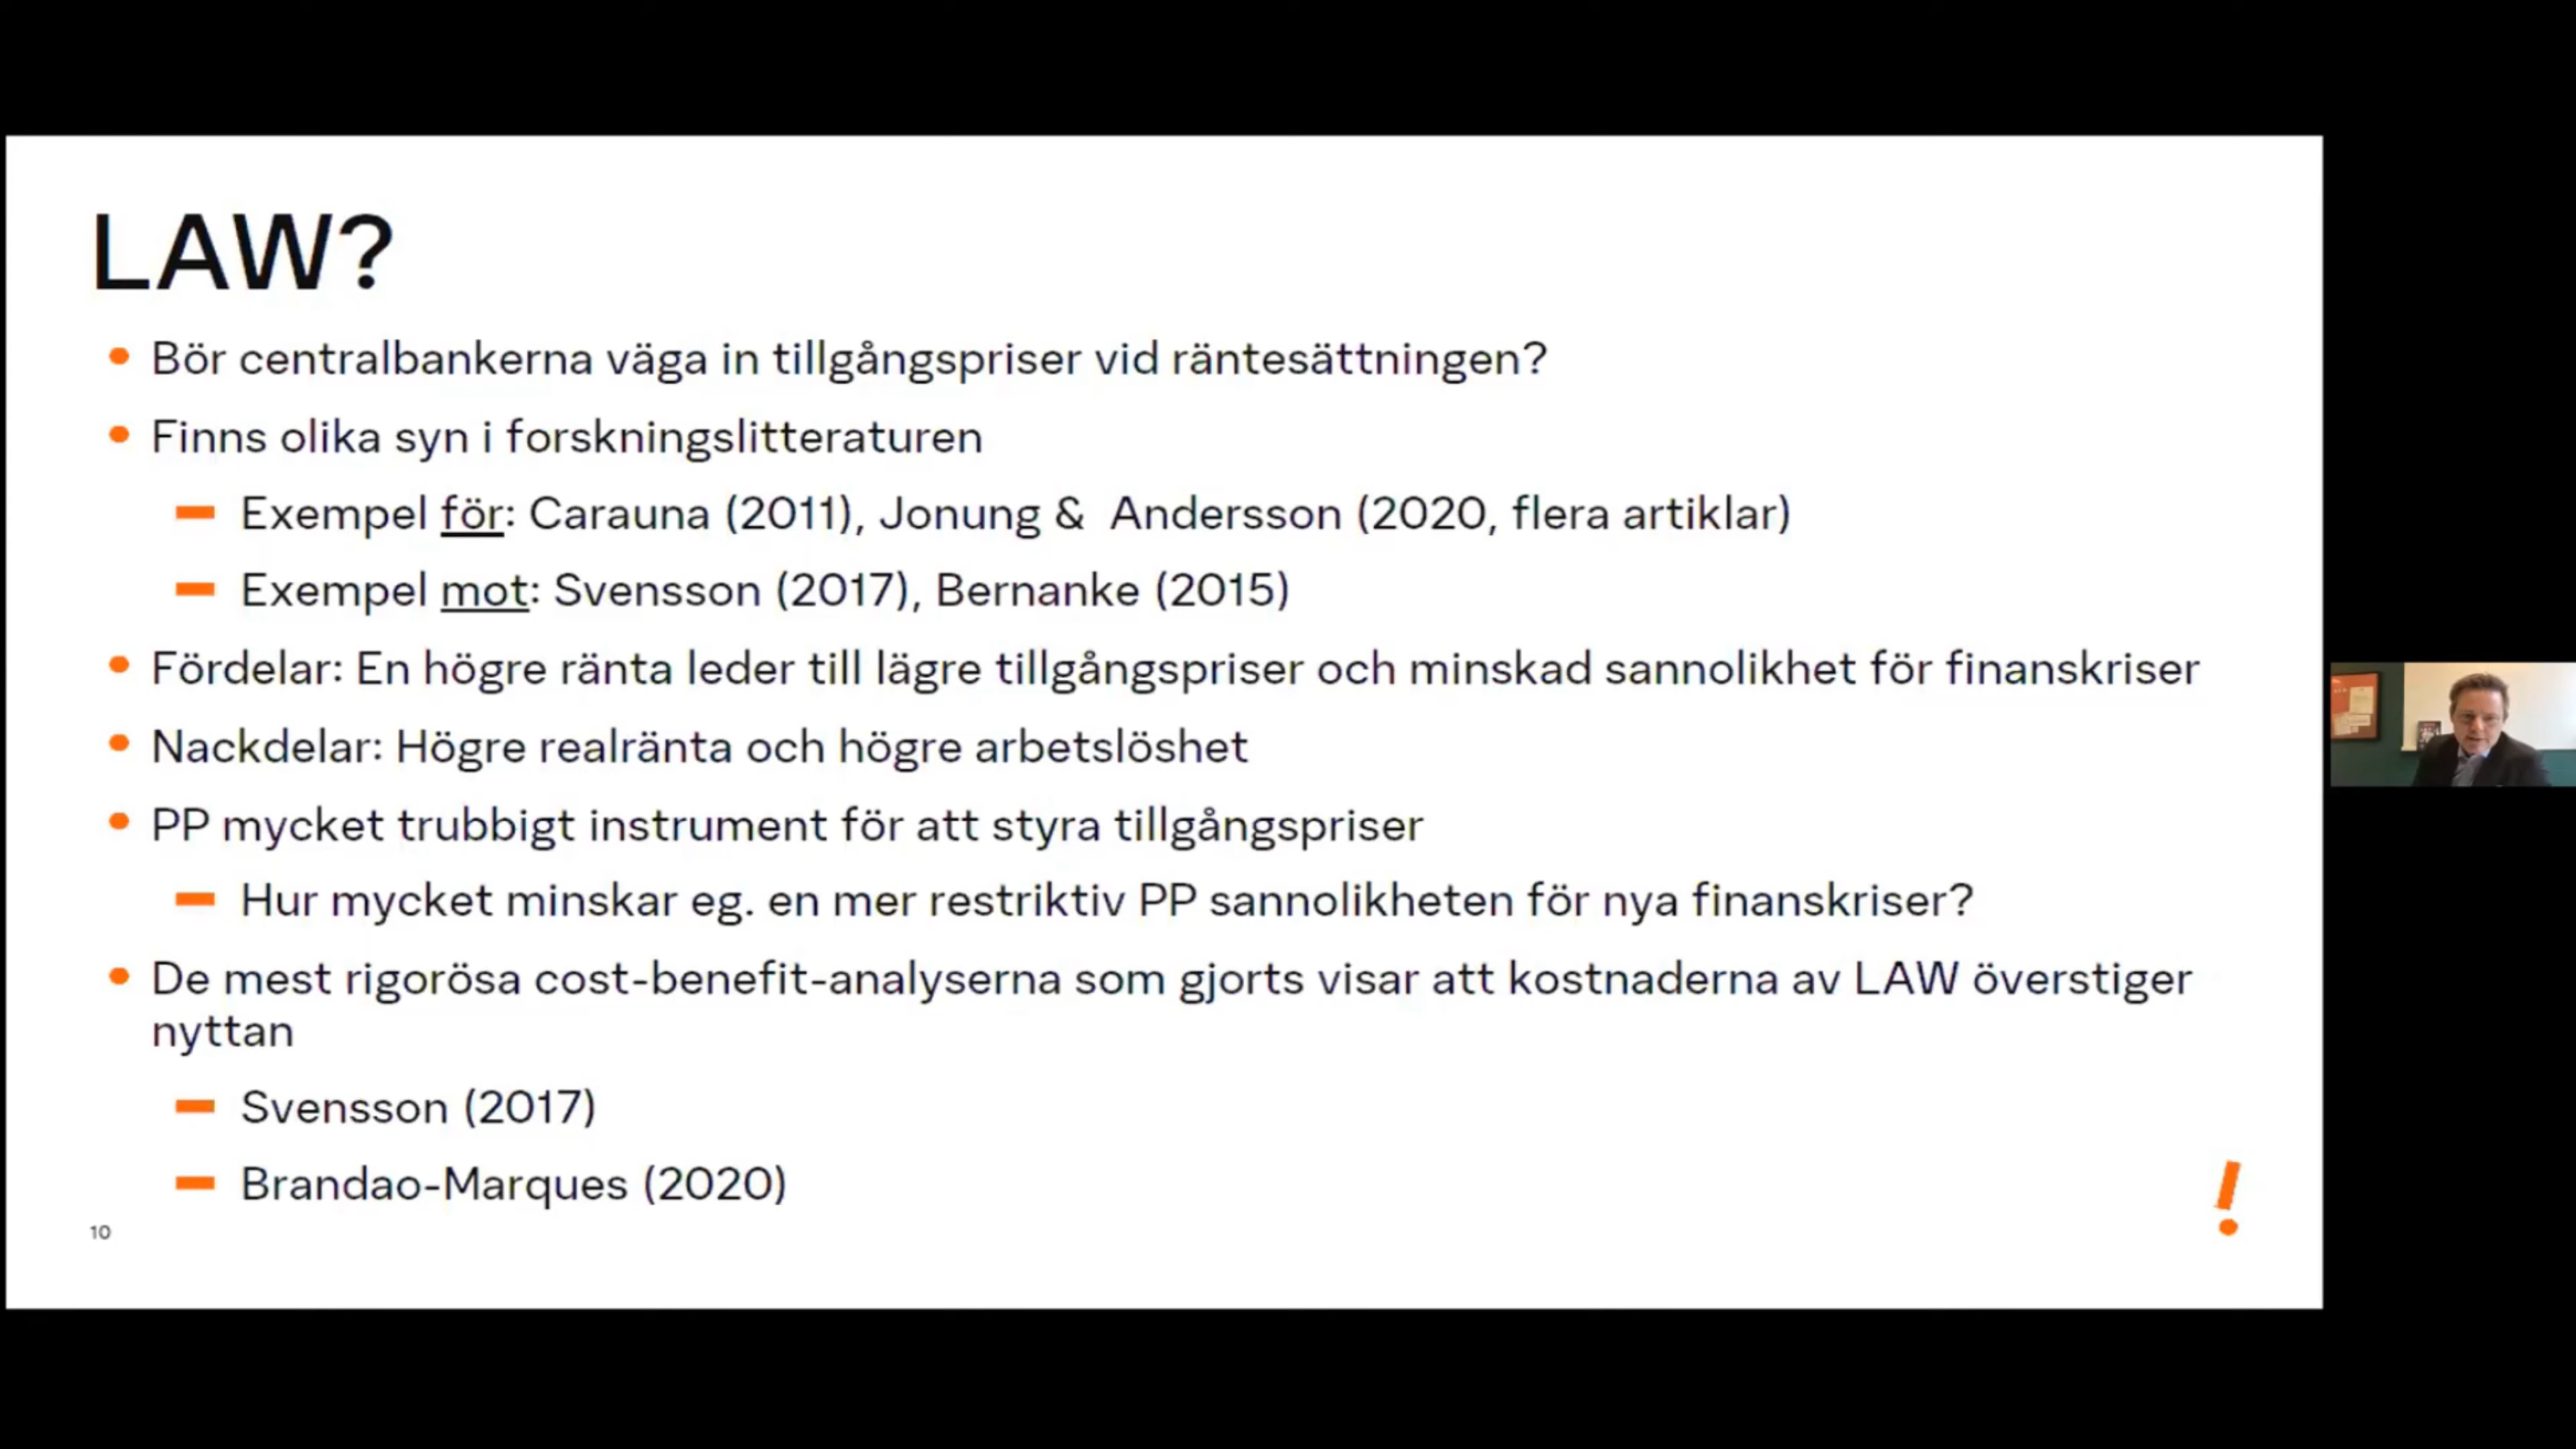 LAW?
Bör centralbankerna väga in tillgångspriser vid räntesättningen?
Finns olika syn i forskningslitteraturen
Exempel för: Carauna (2011), Jonung & Andersson (2020, flera artiklar)
Exempel mot: Svensson (2017), Bernanke (2015)
Fördelar: En högre ränta leder till lägre tillgångspriser och minskad sannolikhet för finanskriser
Nackdelar: Högre realränta och högre arbetslöshet
PP mycket trubbigt instrument för att styra tillgångspriser
Hur mycket minskar eg. en mer restriktiv PP sannolikheten för nya finanskriser?
De mest rigorösa cost-benefit-analyserna som gjorts visar att kostnaderna av LAW överstiger
nyttan
Svensson (2017)
Brandao-Marques (2020)
10
!